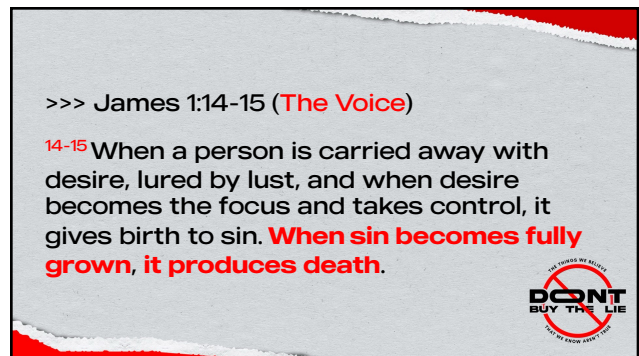 >>> James 1:14-15 (The Voice)
14-15 When a person is carried away with
desire, lured by lust, and when desire
becomes the focus and takes control, it
gives birth to sin. When sin becomes fully
grown, it produces death.
THE THINGS WE BELIEVE
DON'T
BUY THE LIE
THAT WE KNOW AREN'T TRUE